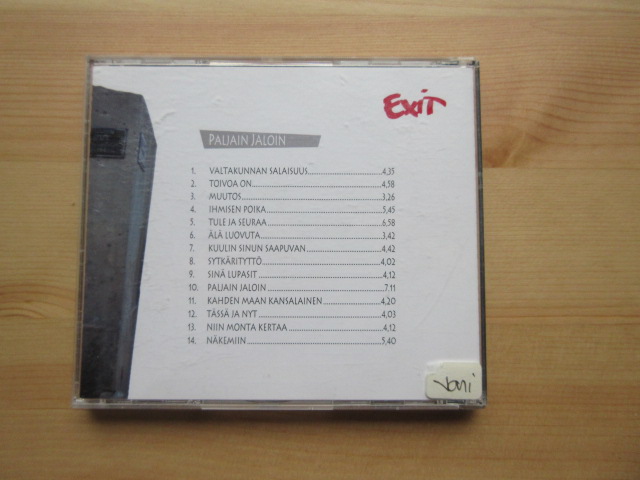 Exit
PALJAIN JALOIN
1. VALTAKUNNAN SALAISUUS 4,35
2. TOIVOA ON 4,58
3. MUUTOS 3,26
4. IHMISEN POIKA 5,45
5. TULE JA SEURAA 6,58
6. ÄLÄ LUOVUTA 3,42
7. KUULIN SINUN SAAPUVAN 4,42
8. SYTKÄRITYTTÖ 4,02
9. SINÄ LUPASIT 4,12
10. PALJAIN JALOIN 7,11
11. KAHDEN MAAN KANSALAINEN 4,20
12. TÄSSÄ JA NYT 4,03
13. NIIN MONTA KERTAA 4,12
14. NÄKEMIIN 5,40
Joni